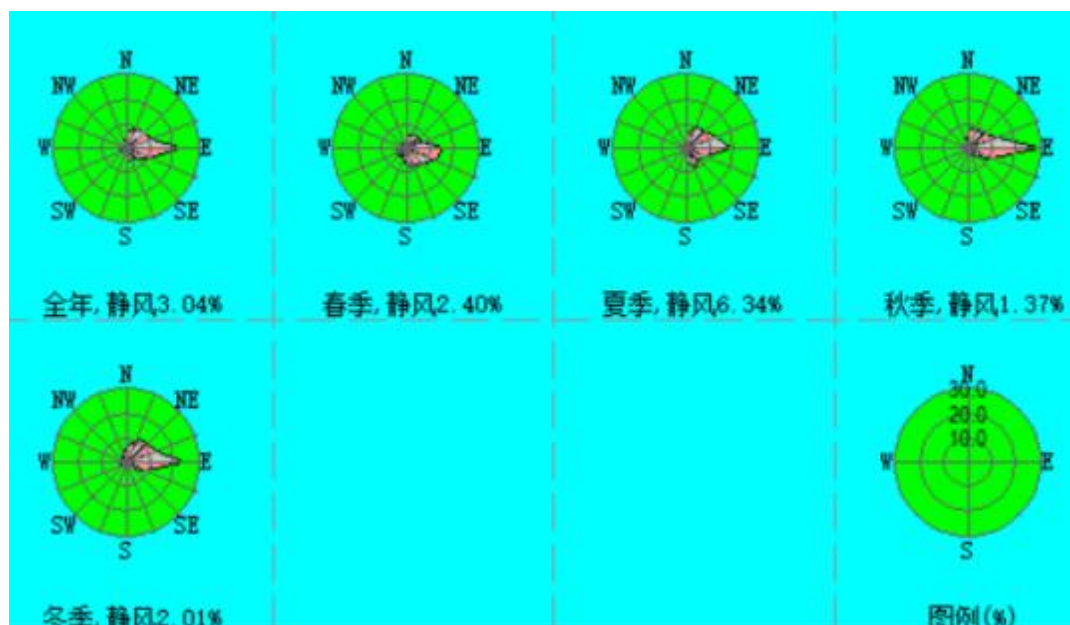 N
NW NE
W E
SW SE
S
全年,静风3.04%
N
NW NE
W E
SW SE
S
春季,静风2.40%
N
NW NE
W E
SW SE
S
夏季,静风6.34%
N
NW NE
W E
SW SE
S
秋季,静风1.37%
N
NW NE
W E
SW SE
S
冬季,静风2.01%
N
30.0
20.0
10.0
W E
S
图例(%)